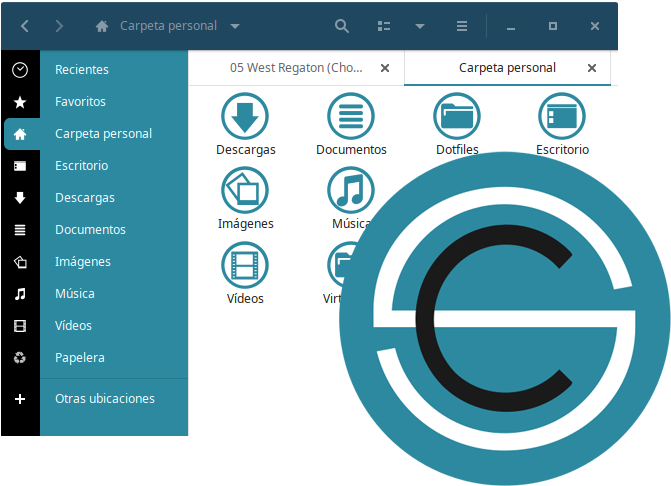 Carpeta personal
Recientes
Favoritos
Carpeta personal
Escritorio
Descargas
Documentos
Imágenes
Música
Vídeos
Papelera
Otras ubicaciones
05 West Regaton (Cho...
Carpeta personal
Descargas Documentos Dotfiles Escritorio
Imágenes Música
Vídeos